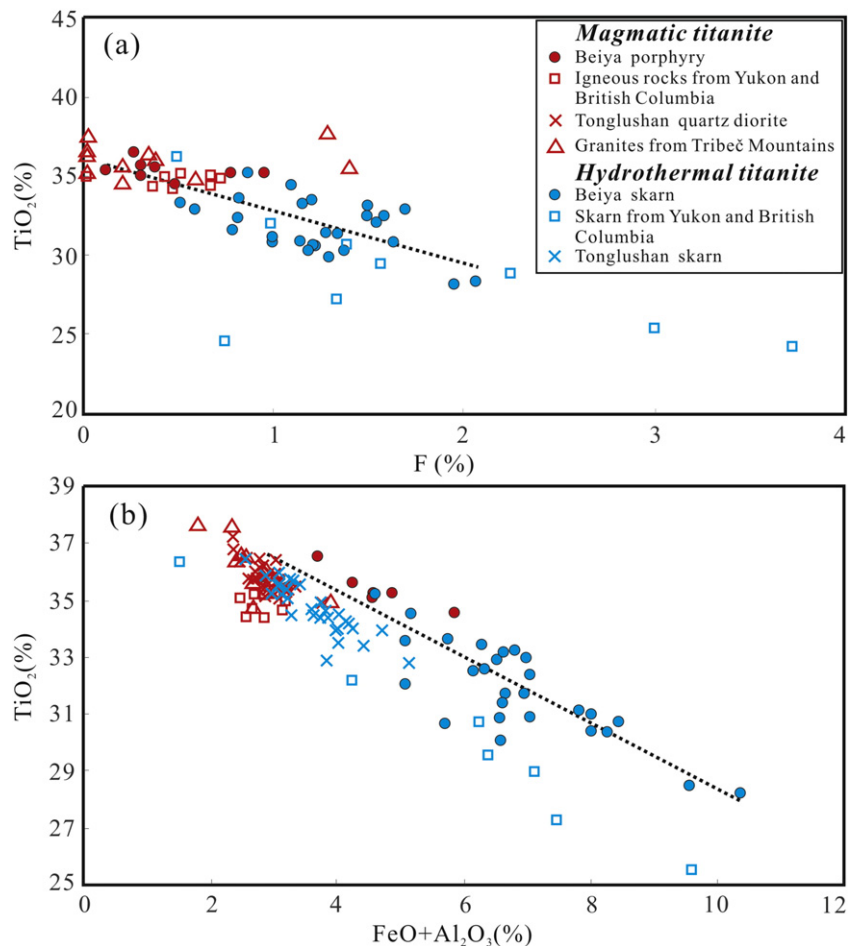 (a)
45
40
35
30
25
20
TiO2(%)
0
1
2
3
4
F (%)
Magmatic titanite
Beiya porphyry
Igneous rocks from Yukon and
British Columbia
Tonglushan quartz diorite
Granites from Tribeč Mountains
Hydrothermal titanite
Beiya skarn
Skarn from Yukon and British
Columbia
Tonglushan skarn
(b)
39
37
35
33
31
29
27
25
TiO2(%)
0
2
4
6
8
10
12
FeO+Al2O3(%)